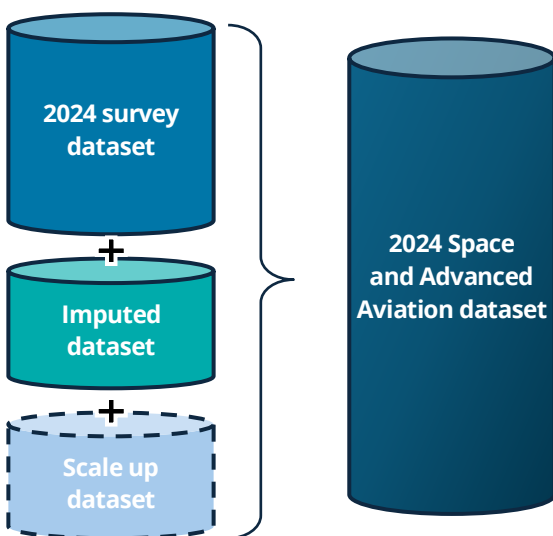 2024 survey
dataset
+
Imputed
dataset
+
Scale up
dataset
2024 Space
and Advanced
Aviation dataset